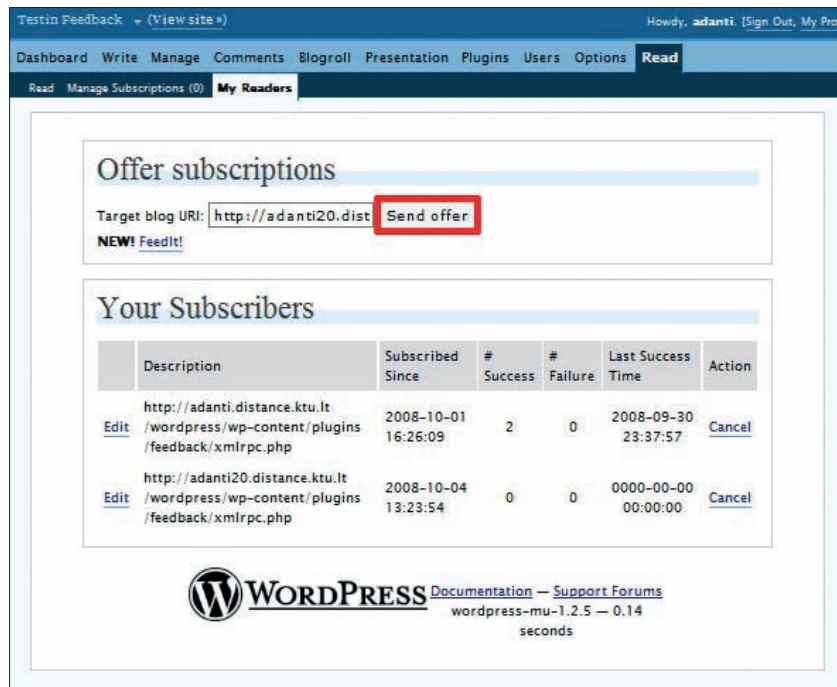 Testin Feedback (View site »)
Howdy, adanti. [Sign Out, My Pro
Dashboard Write Manage Comments Blogroll Presentation Plugins Users Options Read
Read Manage Subscriptions (0) My Readers
Offer subscriptions
Target blog URI: http://adanti20.dist Send offer
NEW! FeedIt!
Your Subscribers
Description Subscribed Since # Success # Failure Last Success Time Action
Edit http://adanti.distance.ktu.lt
/wordpress/wp-content/plugins
/feedback/xmlrpc.php
2008-10-01
16:26:09
2 0 2008-09-30
23:37:57
Cancel
Edit http://adanti20.distance.ktu.lt
/wordpress/wp-content/plugins
/feedback/xmlrpc.php
2008-10-04
13:23:54
0 0 0000-00-00
00:00:00
Cancel
WORDPRESS Documentation — Support Forums
wordpress-mu-1.2.5 — 0.14
seconds